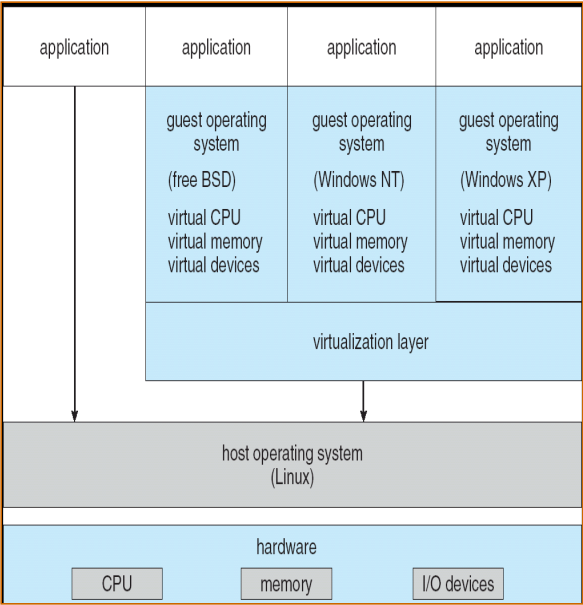 application
application
application
application
guest operating
system
(free BSD)
virtual CPU
virtual memory
virtual devices
guest operating
system
(Windows NT)
virtual CPU
virtual memory
virtual devices
guest operating
system
(Windows XP)
virtual CPU
virtual memory
virtual devices
virtualization layer
host operating system
(Linux)
hardware
CPU
memory
I/O devices